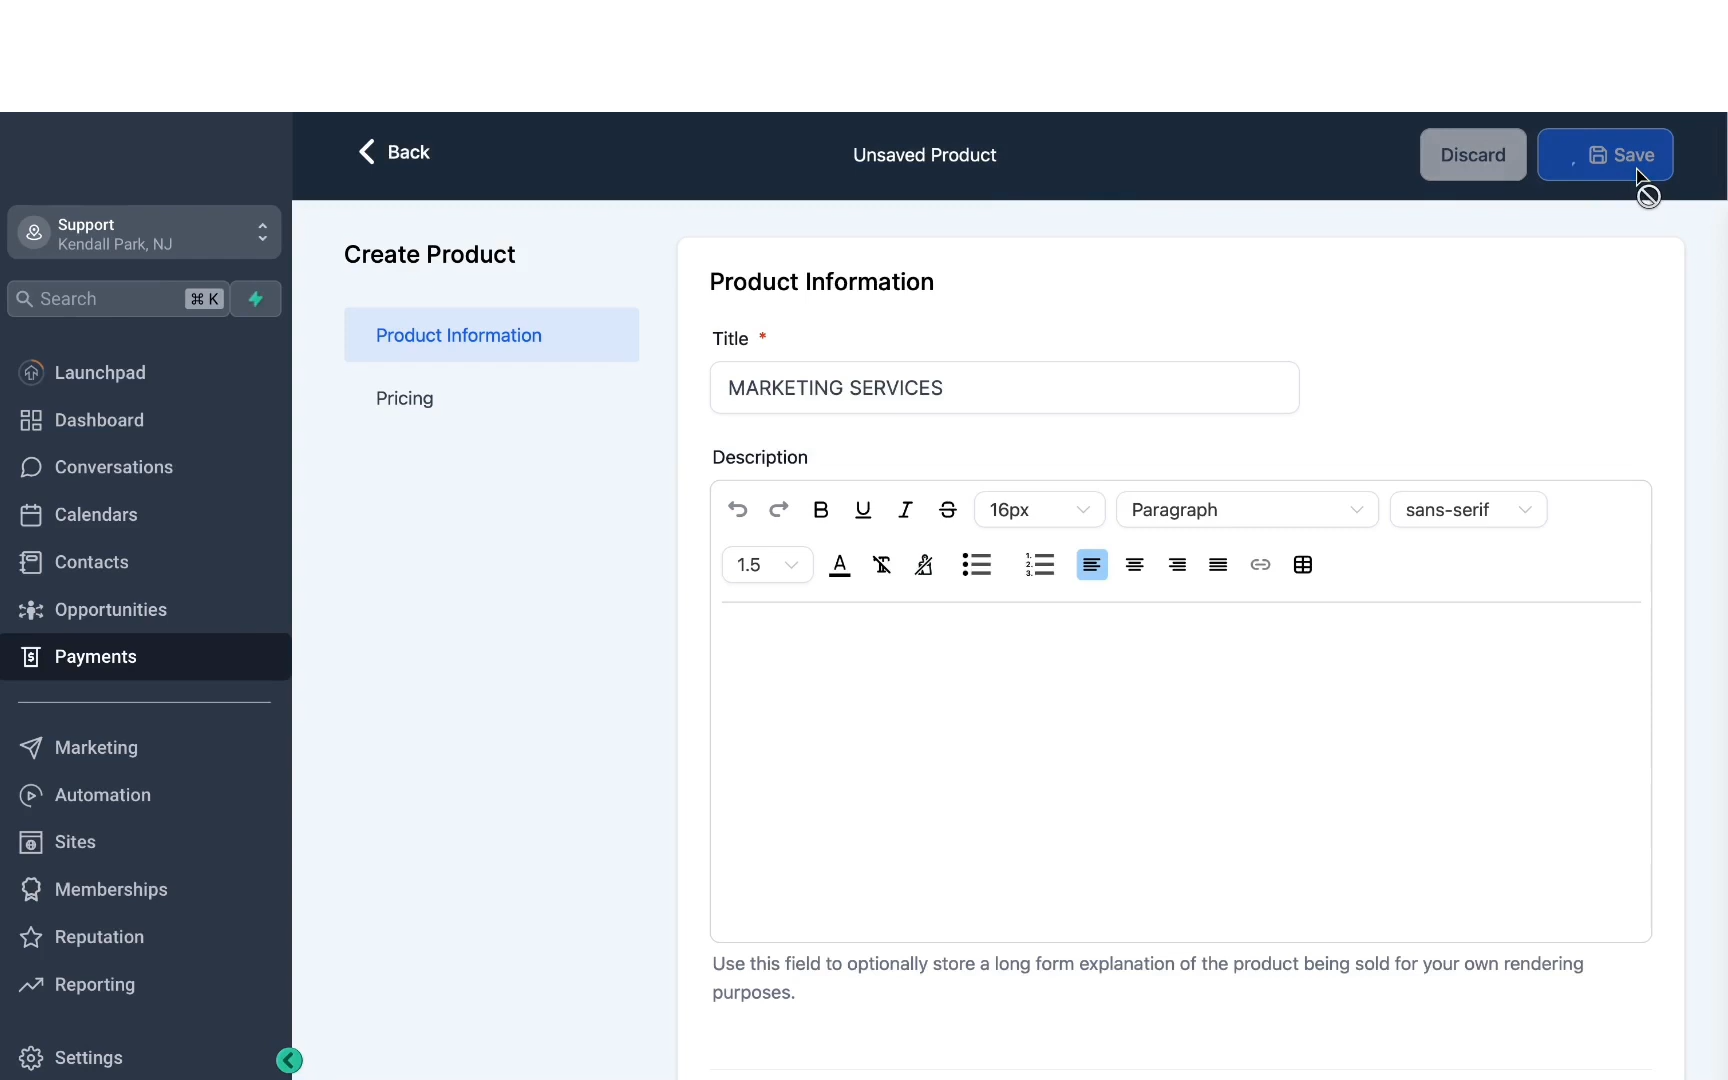 Back
Unsaved Product
Discard
Save
Support
Kendall Park, NJ
Search
⌘ K
Launchpad
Dashboard
Conversations
Calendars
Contacts
Opportunities
Payments
Marketing
Automation
Sites
Memberships
Reputation
Reporting
Settings
Create Product
Product Information
Pricing
Product Information
Title *
MARKETING SERVICES
Description
B U I S 16px Paragraph sans-serif
1.5 A
Use this field to optionally store a long form explanation of the product being sold for your own rendering
purposes.